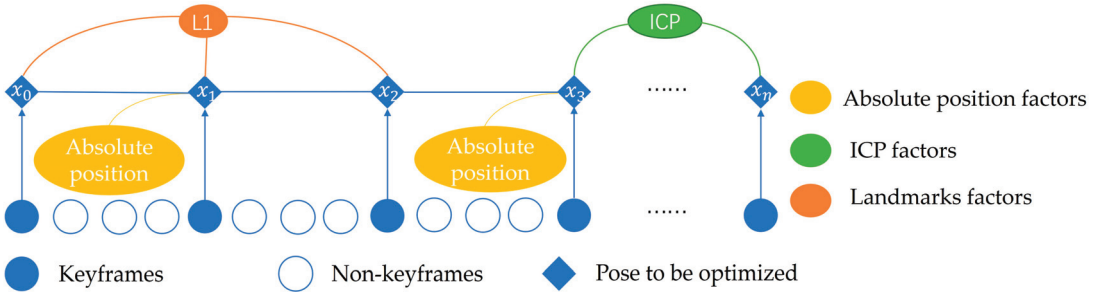 L1
ICP
x0
x1
x2
x3
......
xn
Absolute
position
Absolute
position
......
Absolute position factors
ICP factors
Landmarks factors
Keyframes
Non-keyframes
Pose to be optimized